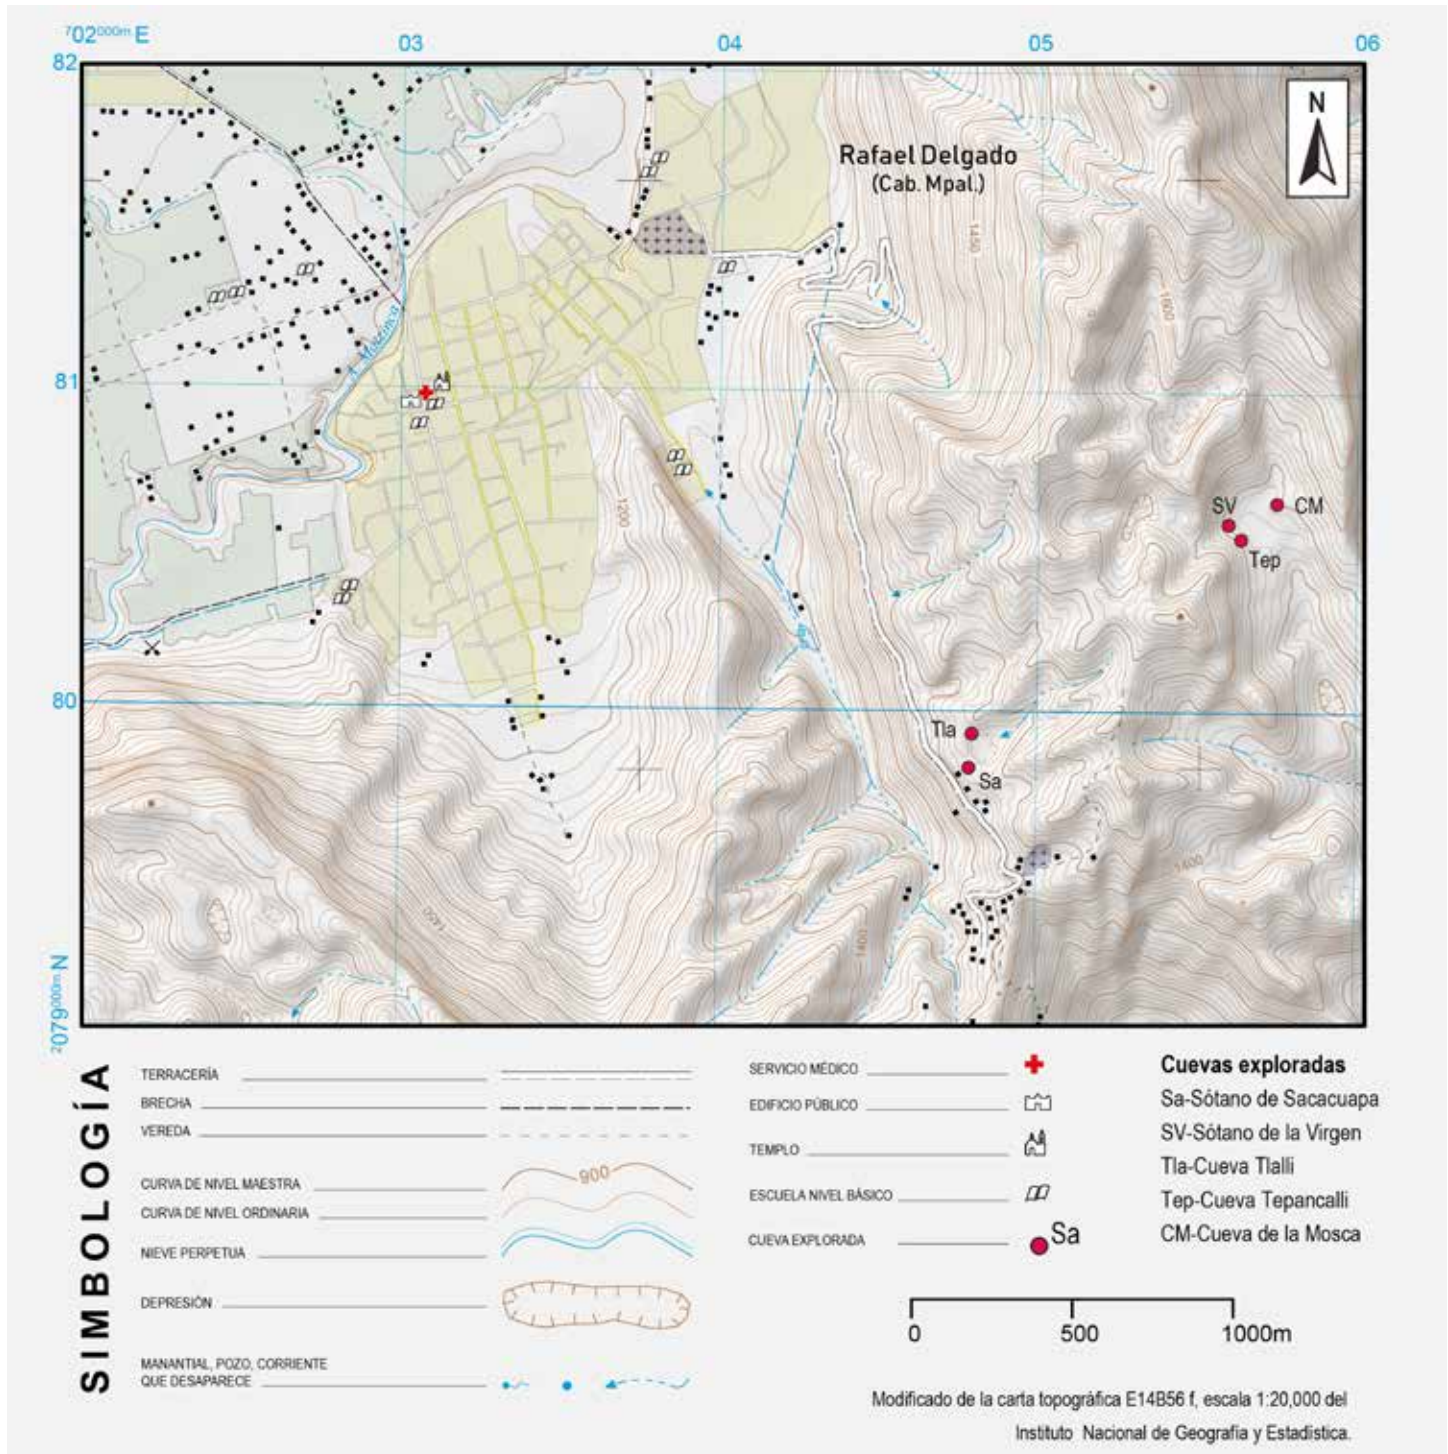 702000m. E
03
04
05
06
82
N
Rafael Delgado
(Cab. Mpal.)
1450
1600
81
1200
SV
CM
Tep
80
Tla
Sa
1400
1450
1400
2079000m. N
SIMBOLOGÍA
TERRACERÍA
BRECHA
VEREDA
CURVA DE NIVEL MAESTRA
900
CURVA DE NIVEL ORDINARIA
NIEVE PERPETUA
DEPRESIÓN
MANANTIAL, POZO, CORRIENTE
QUE DESAPARECE
SERVICIO MÉDICO
EDIFICIO PÚBLICO
TEMPLO
ESCUELA NIVEL BÁSICO
CUEVA EXPLORADA
Sa
Cuevas exploradas
Sa-Sótano de Sacacuapa
SV-Sótano de la Virgen
Tla-Cueva Tlalli
Tep-Cueva Tepancalli
CM-Cueva de la Mosca
0 500 1000m
Modificado de la carta topográfica E14B56 f, escala 1:20,000 del
Instituto Nacional de Geografía y Estadística.